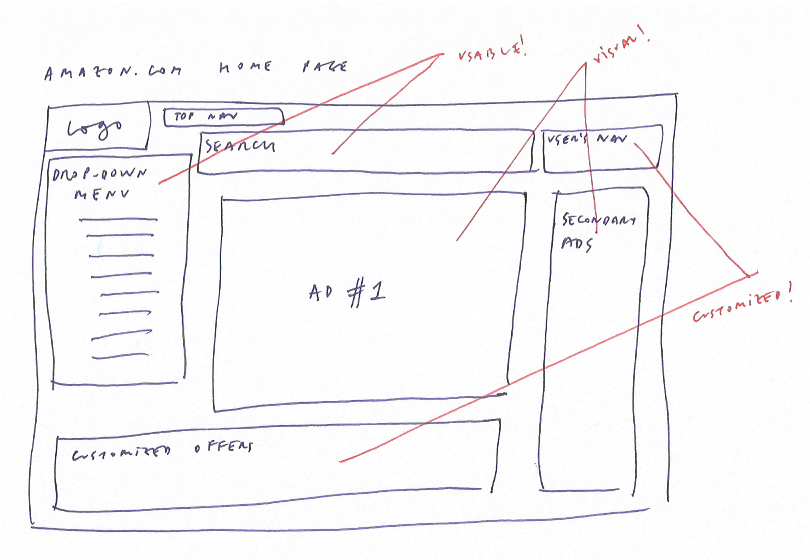 AMAZON.COM HOME PAGE
USABLE!
VISUAL!
Logo
TOP NAV
SEARCH
USER'S NAV
DROP-DOWN
MENU
SECONDARY
ADS
AD #1
CUSTOMIZED!
CUSTOMIZED OFFERS